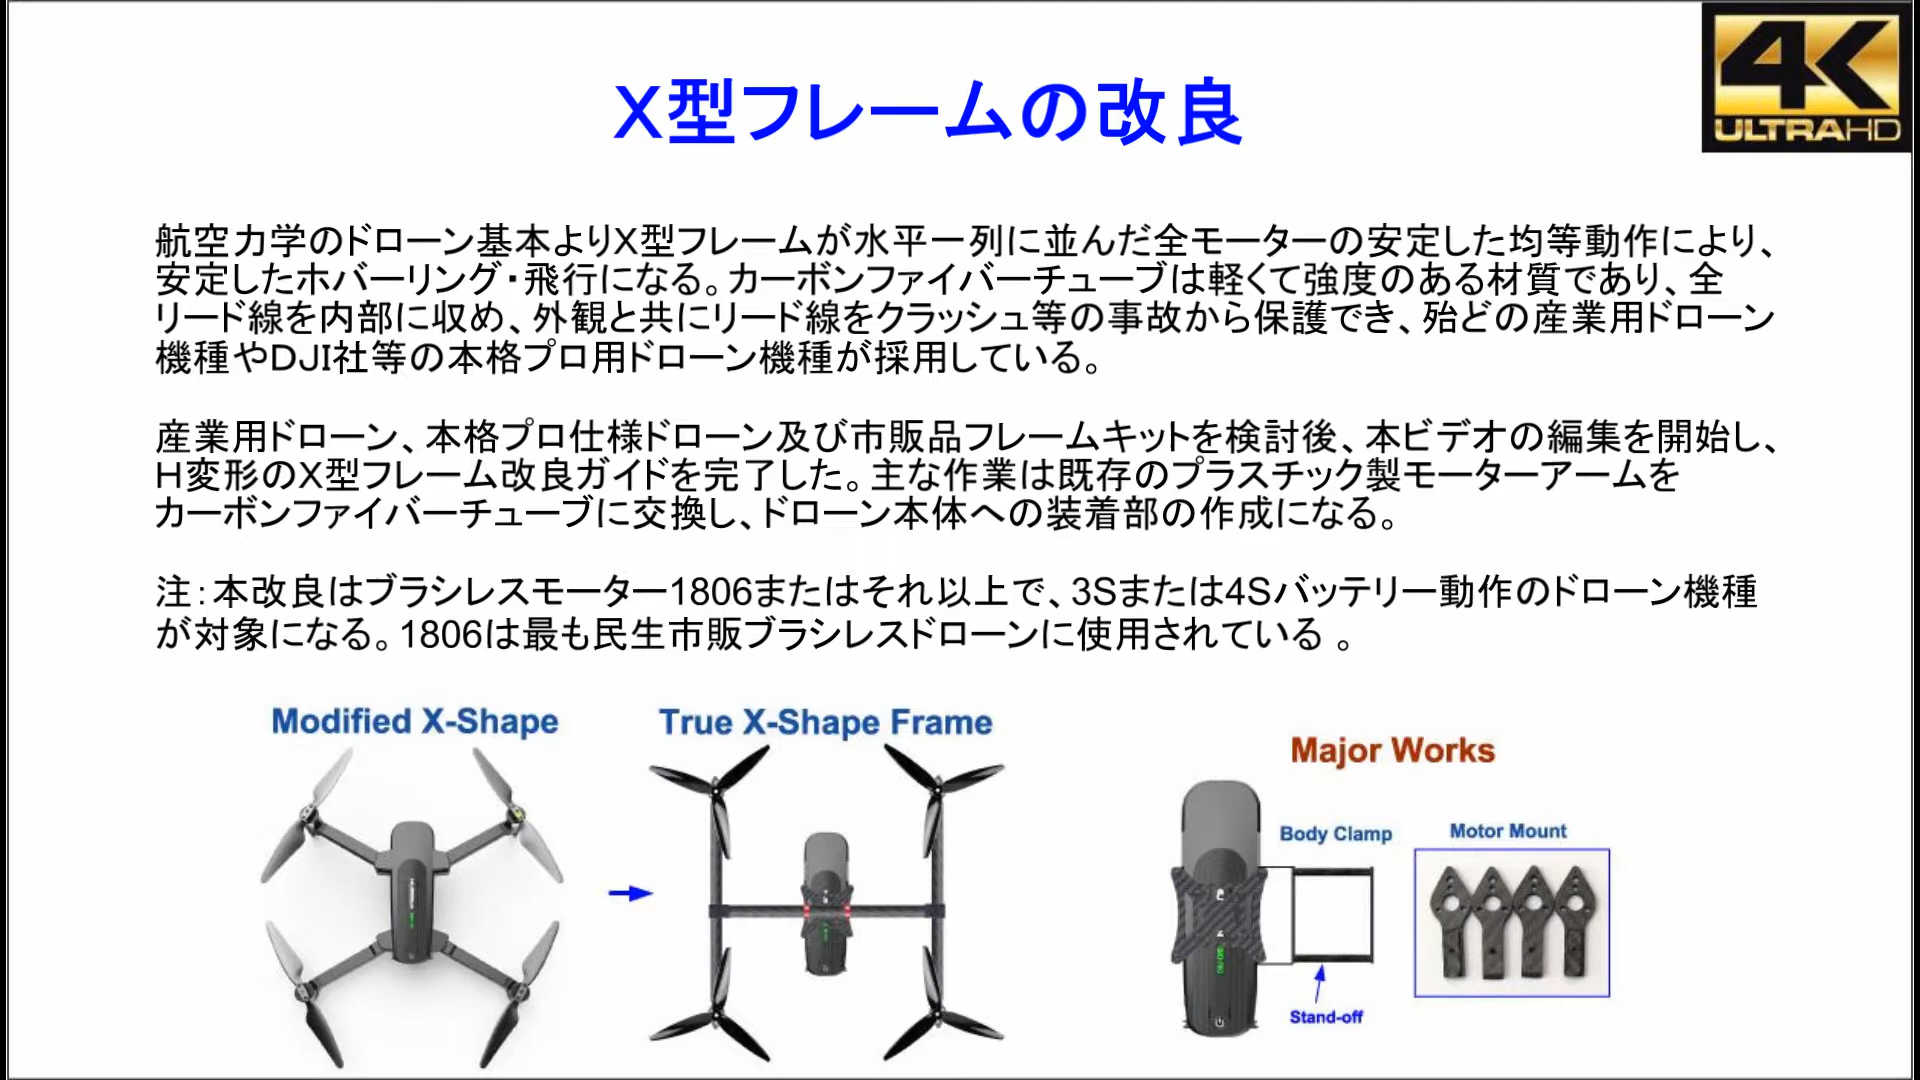 4K
ULTRAHD
X型フレームの改良
航空力学のドローン基本よりX型フレームが水平一列に並んだ全モーターの安定した均等動作により、
安定したホバーリング・飛行になる。カーボンファイバーチューブは軽くて強度のある材質であり、全
リード線を内部に収め、外観と共にリード線をクラッシュ等の事故から保護でき、殆どの産業用ドローン
機種やDJI社等の本格プロ用ドローン機種が採用している。
産業用ドローン、本格プロ仕様ドローン及び市販品フレームキットを検討後、本ビデオの編集を開始し、
H変形のX型フレーム改良ガイドを完了した。主な作業は既存のプラスチック製モーターアームを
カーボンファイバーチューブに交換し、ドローン本体への装着部の作成になる。
注：本改良はブラシレスモーター1806またはそれ以上で、3Sまたは4Sバッテリー動作のドローン機種
が対象になる。1806は最も民生市販ブラシレスドローンに使用されている 。
Modified X-Shape
True X-Shape Frame
Major Works
Body Clamp
Motor Mount
Stand-off